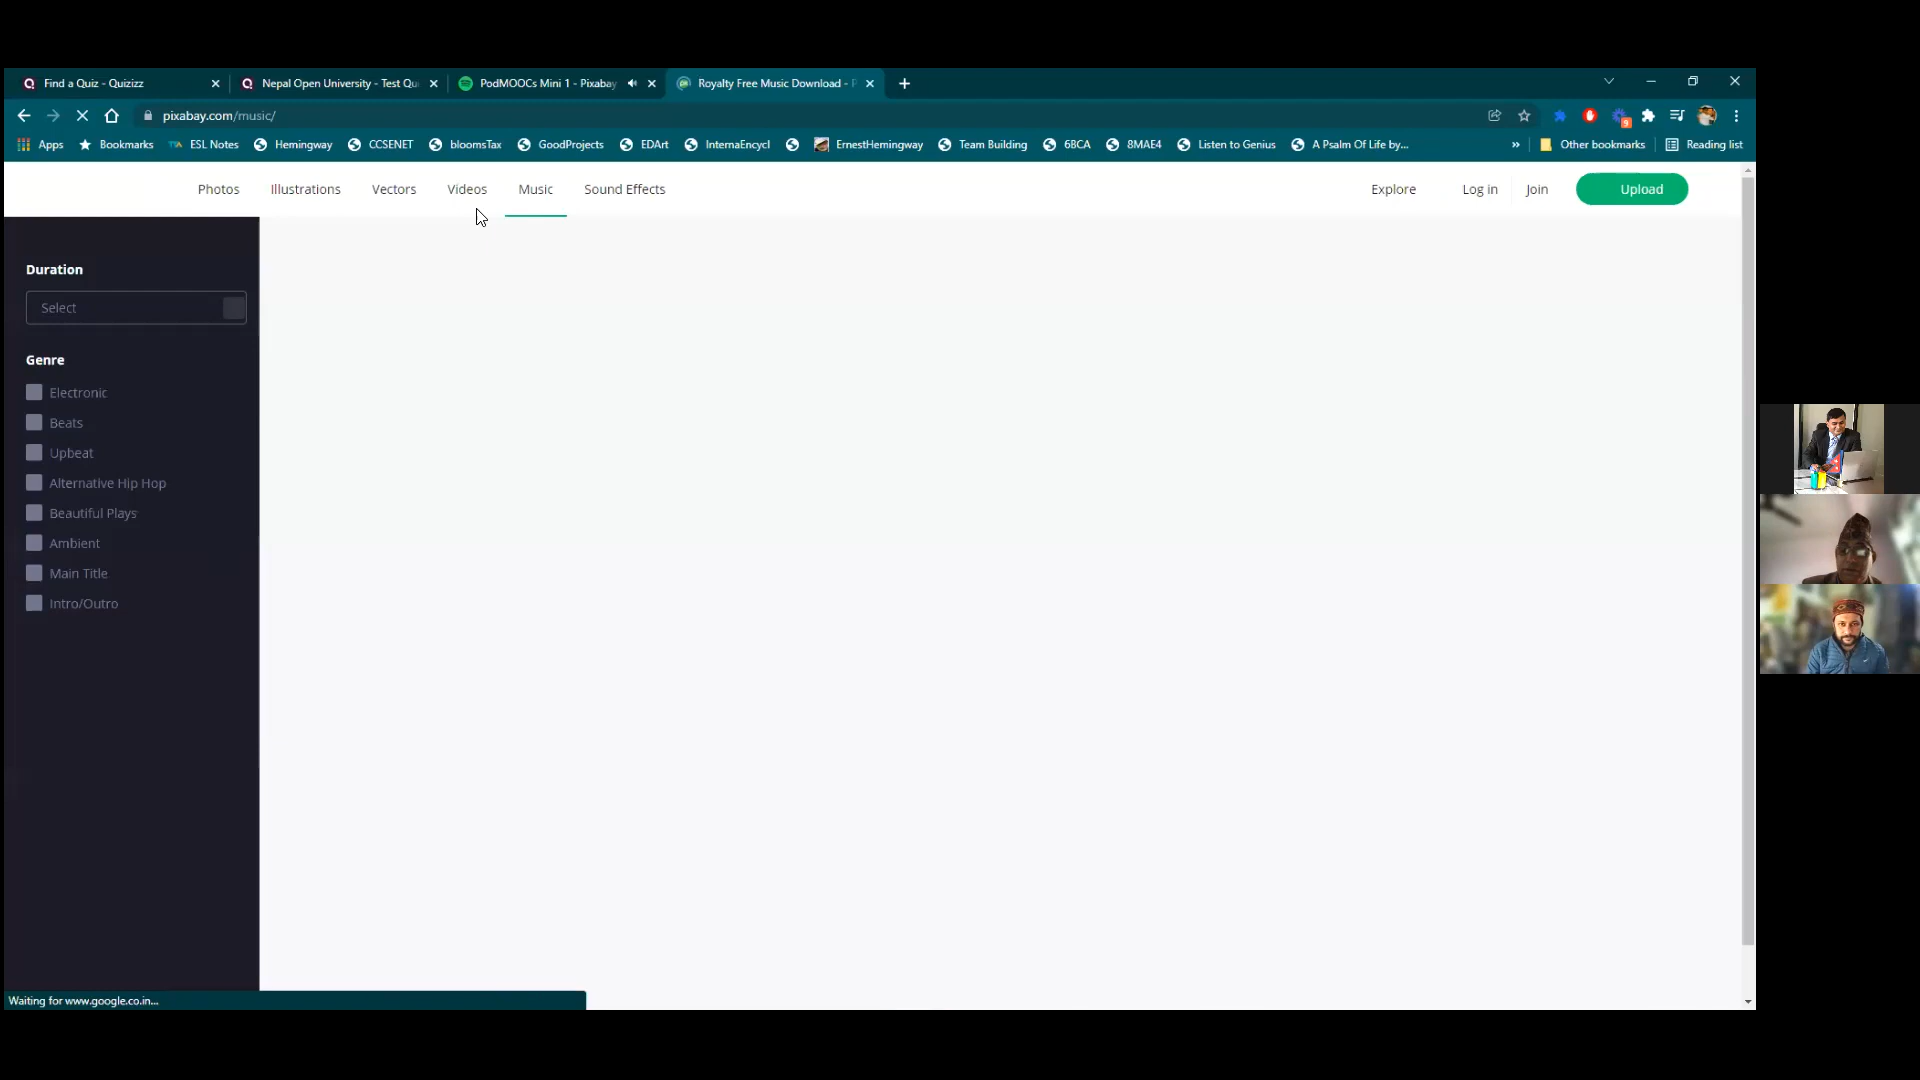 Find a Quiz - Quizizz
Nepal Open University - Test Qu
PodMOOCs Mini 1 - Pixabay
Royalty Free Music Download - P
pixabay.com/music/
Apps
Bookmarks
ESL Notes
Hemingway
CCSENET
bloomsTax
GoodProjects
EDArt
InternaEncycl
ErnestHemingway
Team Building
6BCA
8MAE4
Listen to Genius
A Psalm Of Life by...
»
Other bookmarks
Reading list
Photos
Illustrations
Vectors
Videos
Music
Sound Effects
Explore
Log in
Join
Upload
Duration
Select
Genre
Electronic
Beats
Upbeat
Alternative Hip Hop
Beautiful Plays
Ambient
Main Title
Intro/Outro
Waiting for www.google.co.in...